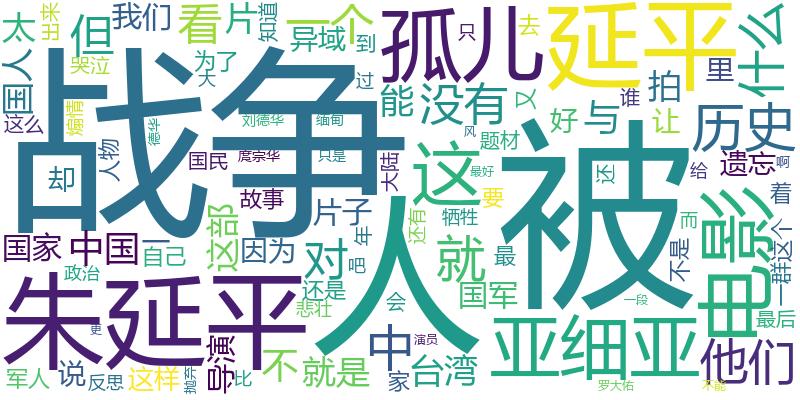 太
出来
我们
看
片
知道
一个
孤儿
延平
什么
但
异域
到
只
去
国人
哭泣
为了
大
过
能
没有
又
谁
拍
里
这么
煽情
战争
刘德华
缅甸
风
好
与
让
历史
德华
虞宗华
题材
却
人物
国民
只是
大陆
这
最好
被
还
给
遗忘
啊
故事
要
着
国家
中国
一
自己
这部
因为
片子
年
还有
牺牲
最
不是
而
电影
一群
这个
政治
对
吧
就
国军
朱延平
还是
悲壮
人
会
亚细亚
一段
最后
更
导演
中
演员
他们
军人
说
反思
这样
抛弃
比
不
就是
家
台湾
罗大佑
不能